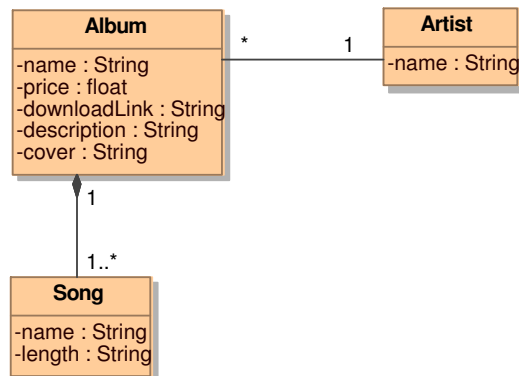 Album
-name : String
-price : float
-downloadLink : String
-description : String
-cover : String
* 1
Artist
-name : String
1
1..*
Song
-name : String
-length : String